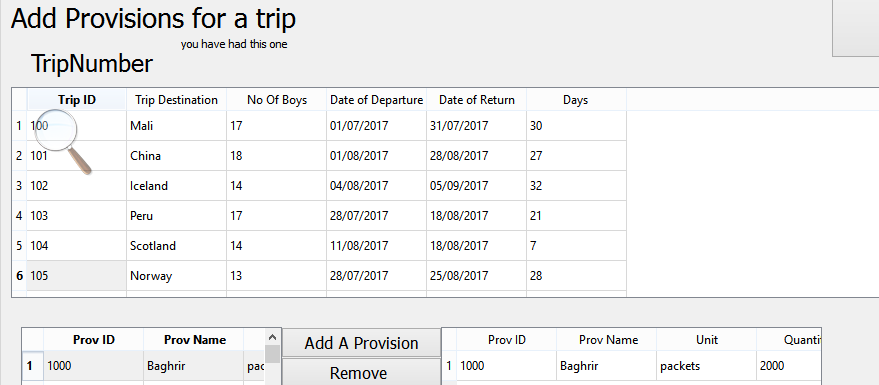 Add Provisions for a trip
you have had this one
TripNumber
Trip ID Trip Destination No Of Boys Date of Departure Date of Return Days
1 100 Mali 17 01/07/2017 31/07/2017 30
2 101 China 18 01/08/2017 28/08/2017 27
3 102 Iceland 14 04/08/2017 05/09/2017 32
4 103 Peru 17 28/07/2017 18/08/2017 21
5 104 Scotland 14 11/08/2017 18/08/2017 7
6 105 Norway 13 28/07/2017 25/08/2017 28
Prov ID Prov Name Add A Provision Prov ID Prov Name Unit Quanti
1 1000 Baghrir pac Remove 1 1000 Baghrir packets 2000